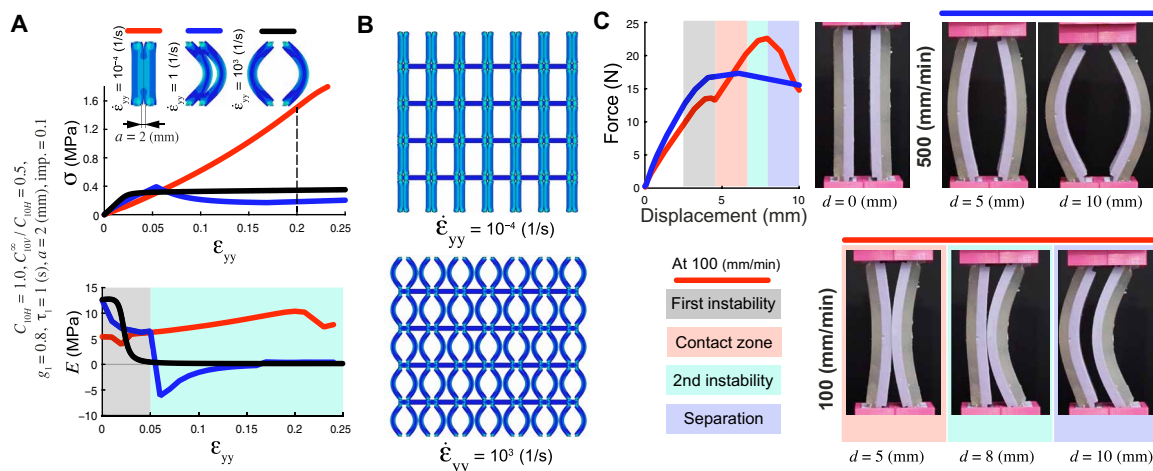 A
ε̇yy = 10⁻⁴ (1/s)
ε̇yy = 1 (1/s)
ε̇yy = 10³ (1/s)
a = 2 (mm)
C10H = 1.0, C10V^∞ / C10H = 0.5,
g1 = 0.8, τ1 = 1 (s), a = 2 (mm), imp. = 0.1
σ (MPa)
1.6
1.2
0.8
0.4
0
0 0.05 0.1 0.15 0.20 0.25
εyy
E (MPa)
15
10
5
0
−5
−10
0 0.05 0.1 0.15 0.20 0.25
εyy
B
ε̇yy = 10⁻⁴ (1/s)
ε̇yy = 10³ (1/s)
C
Force (N)
25
20
15
10
5
0
0 2 4 6 8 10
Displacement (mm)
At 100 (mm/min)
First instability
Contact zone
2nd instability
Separation
500 (mm/min)
d = 0 (mm)
d = 5 (mm)
d = 10 (mm)
100 (mm/min)
d = 5 (mm)
d = 8 (mm)
d = 10 (mm)